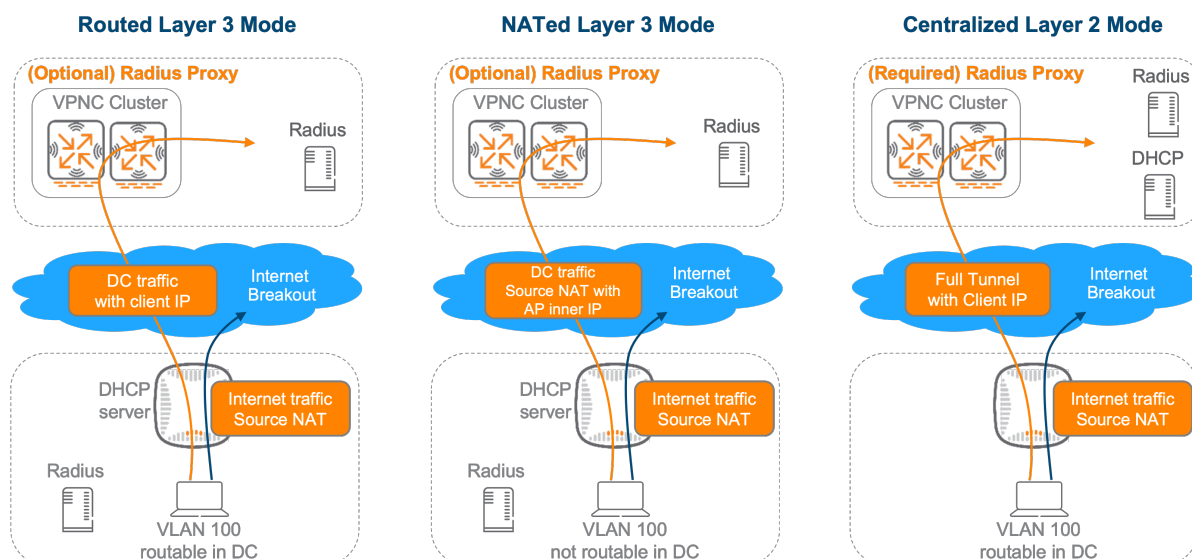 Routed Layer 3 Mode
(Optional) Radius Proxy
VPNC Cluster
Radius
DC traffic
with client IP
Internet
Breakout
DHCP
server
Internet traffic
Source NAT
Radius
VLAN 100
routable in DC
NATed Layer 3 Mode
(Optional) Radius Proxy
VPNC Cluster
Radius
DC traffic
Source NAT with
AP inner IP
Internet
Breakout
DHCP
server
Internet traffic
Source NAT
Radius
VLAN 100
not routable in DC
Centralized Layer 2 Mode
(Required) Radius Proxy
VPNC Cluster
Radius
DHCP
Full Tunnel
with Client IP
Internet
Breakout
Internet traffic
Source NAT
VLAN 100
routable in DC